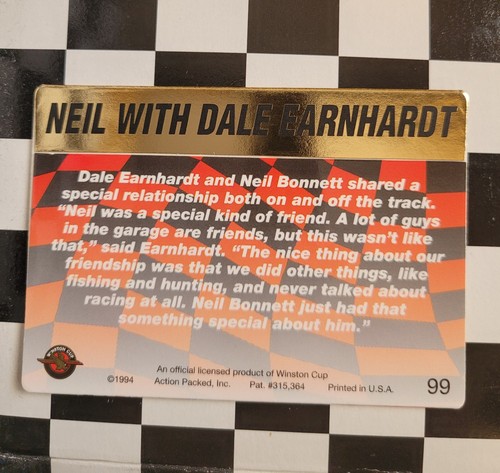 NEIL WITH DALE EARNHARDT
Dale Earnhardt and Neil Bonnett shared a
special relationship both on and off the track.
“Neil was a special kind of friend. A lot of guys
in the garage are friends, but this wasn’t like
that,” said Earnhardt. “The nice thing about our
friendship was that we did other things, like
fishing and hunting, and never talked about
racing at all. Neil Bonnett just had that
something special about him.”
WINSTON CUP
An official licensed product of Winston Cup
©1994 Action Packed, Inc. Pat. #315,364 Printed in U.S.A. 99